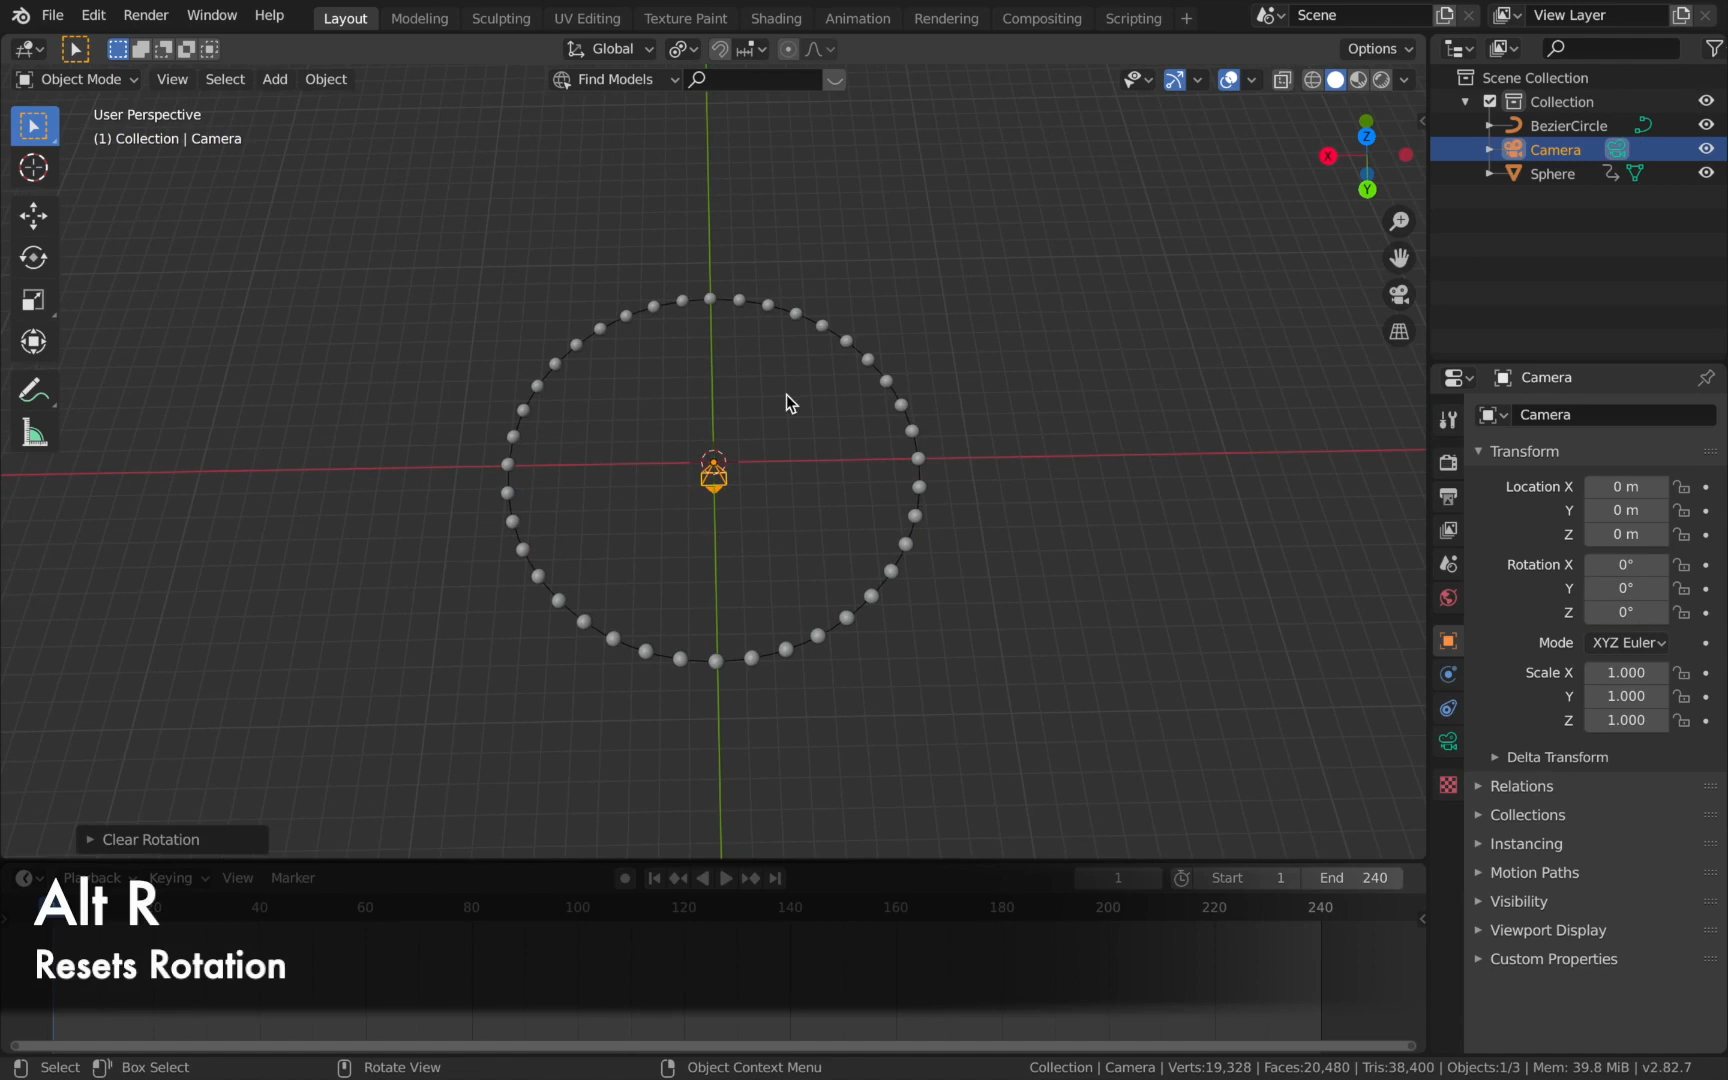 File Edit Render Window Help Layout Modeling Sculpting UV Editing Texture Paint Shading Animation Rendering Compositing Scripting + Scene View Layer
Global Options
Object Mode View Select Add Object Find Models
User Perspective
(1) Collection | Camera
Z
X
Y
Scene Collection
Collection
BezierCircle
Camera
Sphere
Camera
Camera
Transform
Location X 0 m
Y 0 m
Z 0 m
Rotation X 0°
Y 0°
Z 0°
Mode XYZ Euler
Scale X 1.000
Y 1.000
Z 1.000
Delta Transform
Relations
Collections
Instancing
Motion Paths
Visibility
Viewport Display
Custom Properties
Clear Rotation
Playback Keying View Marker 1 Start 1 End 240
40 60 80 100 120 140 160 180 200 220 240
Alt R
Resets Rotation
Select Box Select Rotate View Object Context Menu Collection | Camera | Verts:19,328 | Faces:20,480 | Tris:38,400 | Objects:1/3 | Mem: 39.8 MiB | v2.82.7